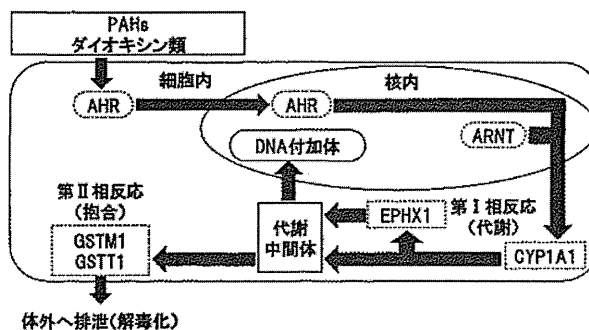 PAHs
ダイオキシン類
細胞内
核内
AHR
AHR
ARNT
DNA付加体
第Ⅱ相反応
(抱合)
GSTM1
GSTT1
代謝
中間体
EPHX1
第Ⅰ相反応
(代謝)
CYP1A1
体外へ排泄(解毒化)